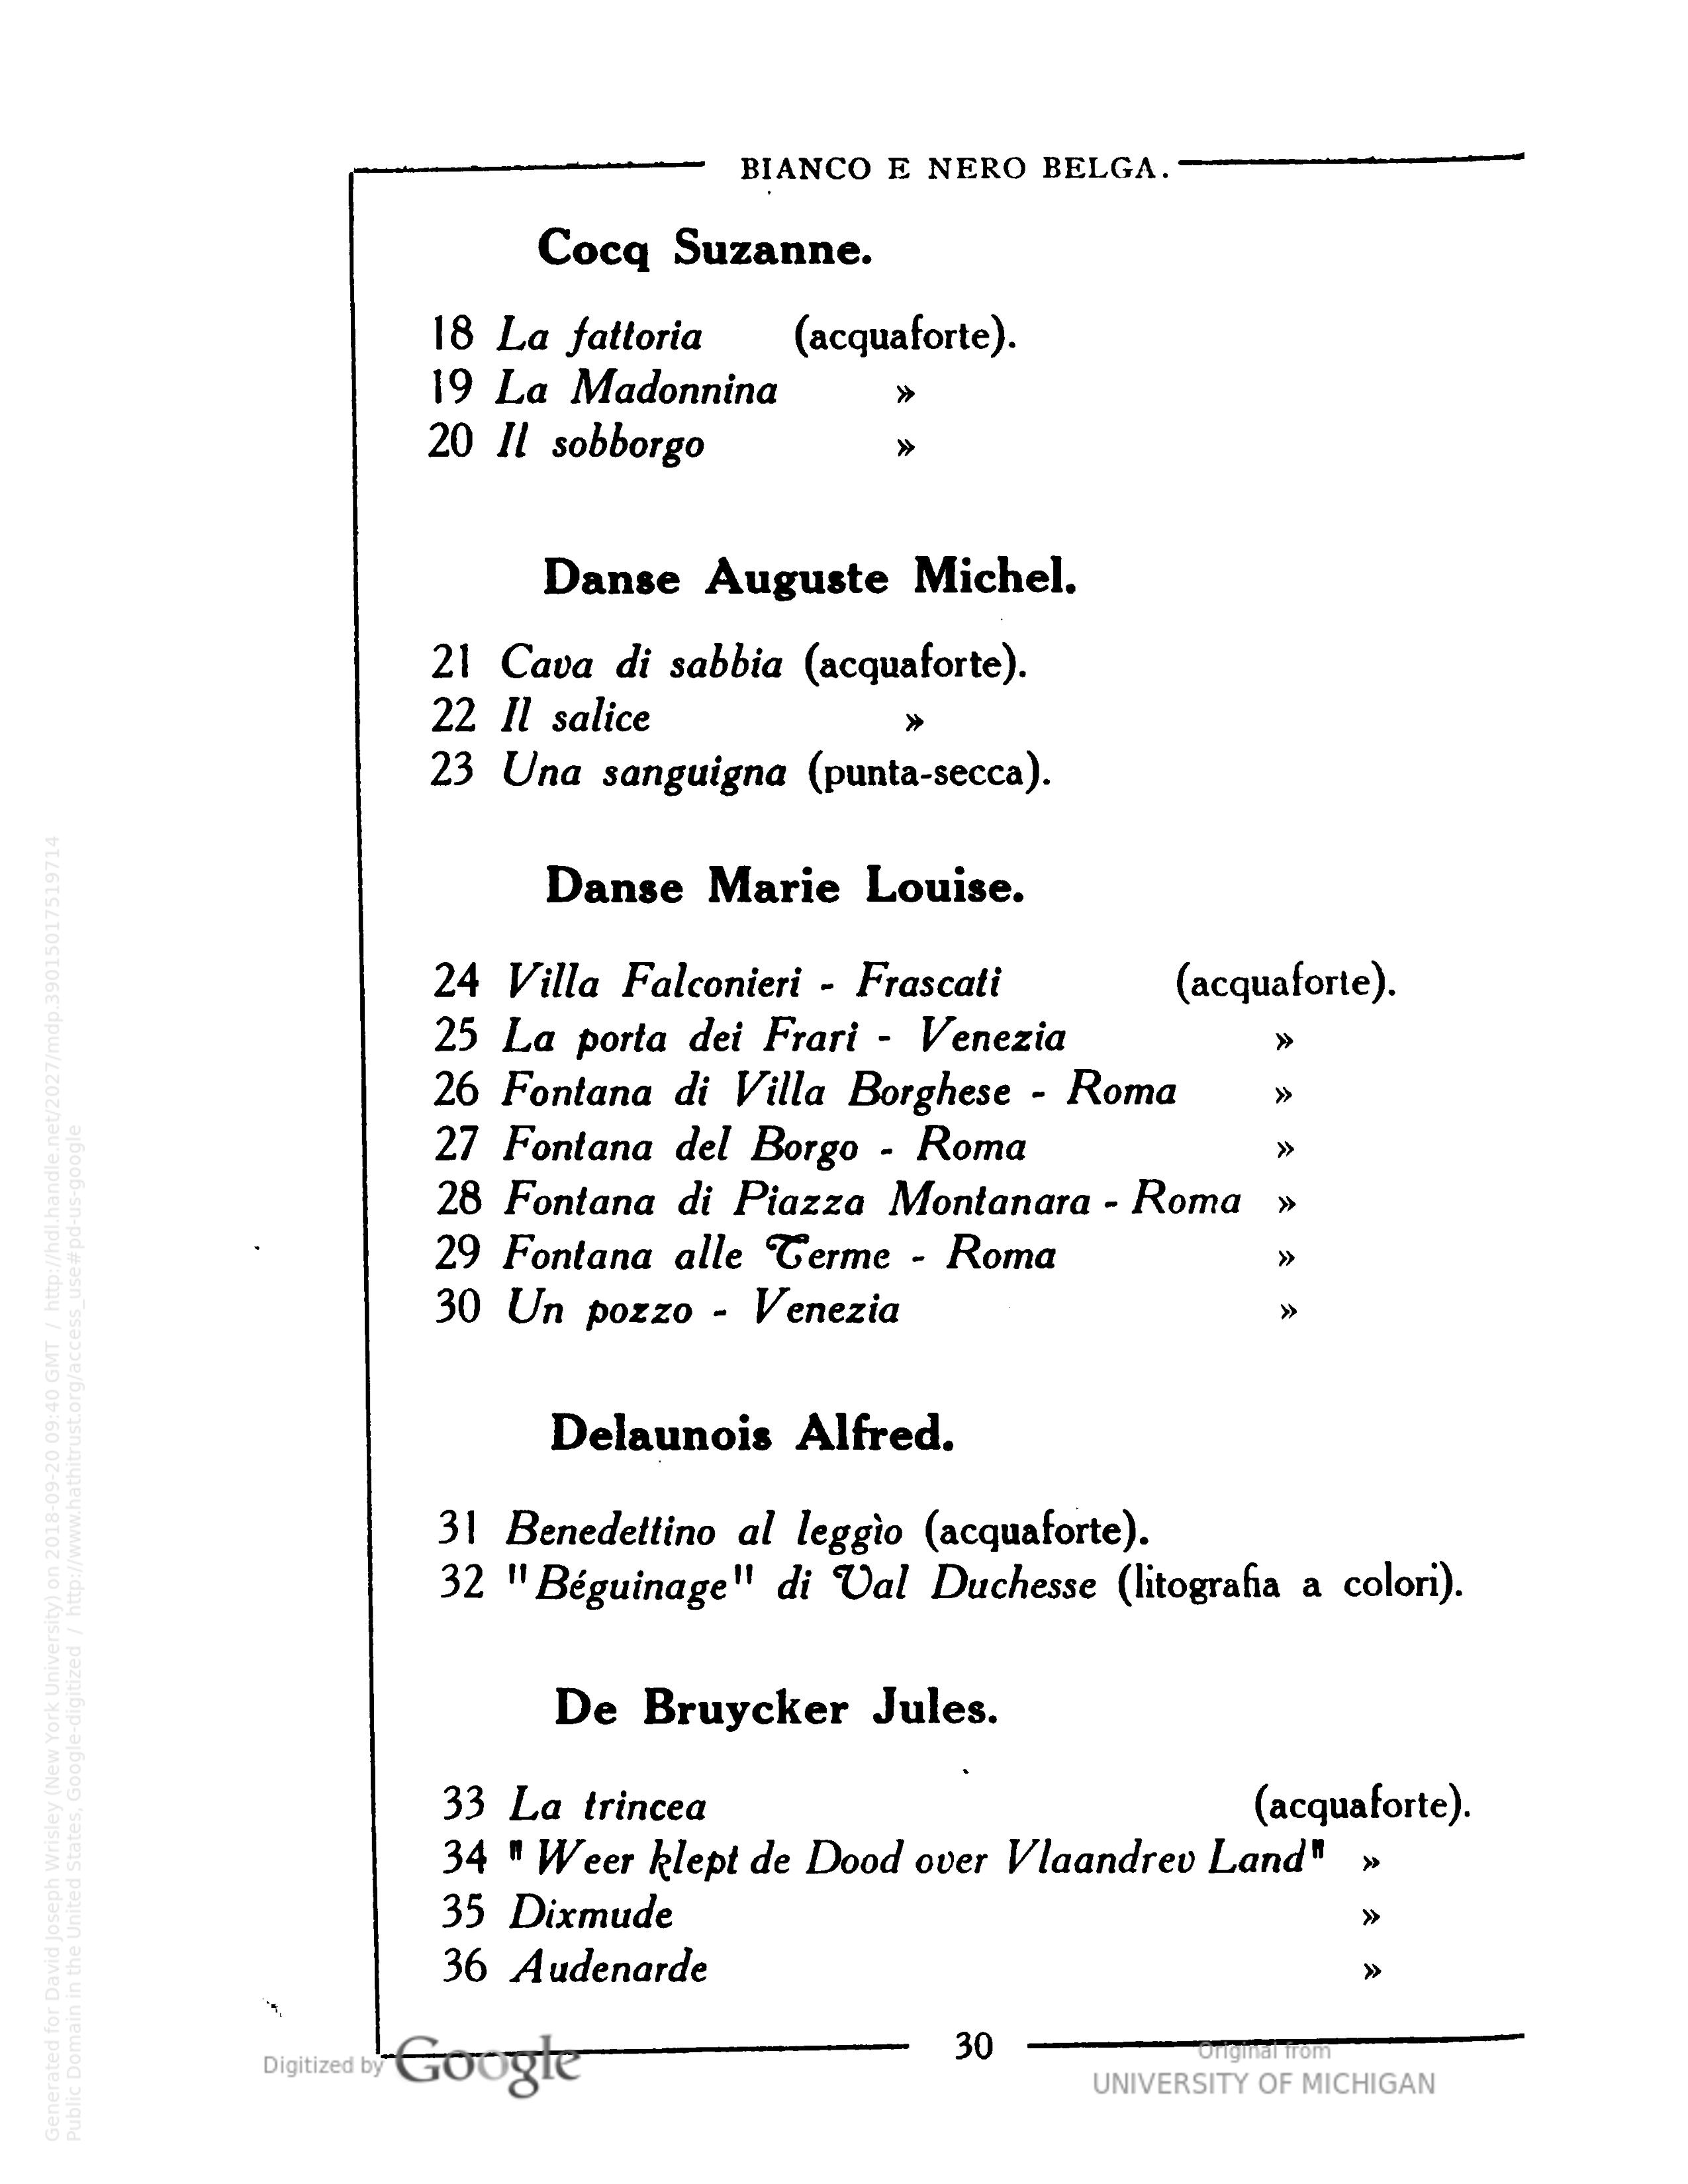 BIANCO E NERO BELGA.
Cocq Suzanne.
18 La fattoria (acquaforte).
19 La Madonnina »
20 Il sobborgo »
Danse Auguste Michel.
21 Cava di sabbia (acquaforte).
22 Il salice »
23 Una sanguigna (punta-secca).
Danse Marie Louise.
24 Villa Falconieri - Frascati (acquaforte).
25 La porta dei Frari - Venezia »
26 Fontana di Villa Borghese - Roma »
27 Fontana del Borgo - Roma »
28 Fontana di Piazza Montanara - Roma »
29 Fontana alle Terme - Roma »
30 Un pozzo - Venezia »
Delaunois Alfred.
31 Benedettino al leggìo (acquaforte).
32 "Béguinage" di Val Duchesse (litografia a colori).
De Bruycker Jules.
33 La trincea (acquaforte).
34 "Weer klept de Dood over Vlaandrev Land" »
35 Dixmude »
36 Audenarde »
30
Digitized by Google
Original from
UNIVERSITY OF MICHIGAN
Generated for David Joseph Wrisley (New York University) on 2018-09-20 09:40 GMT / http://hdl.handle.net/2027/mdp.39015017519714
Public Domain in the United States, Google-digitized / http://www.hathitrust.org/access_use#pd-us-google